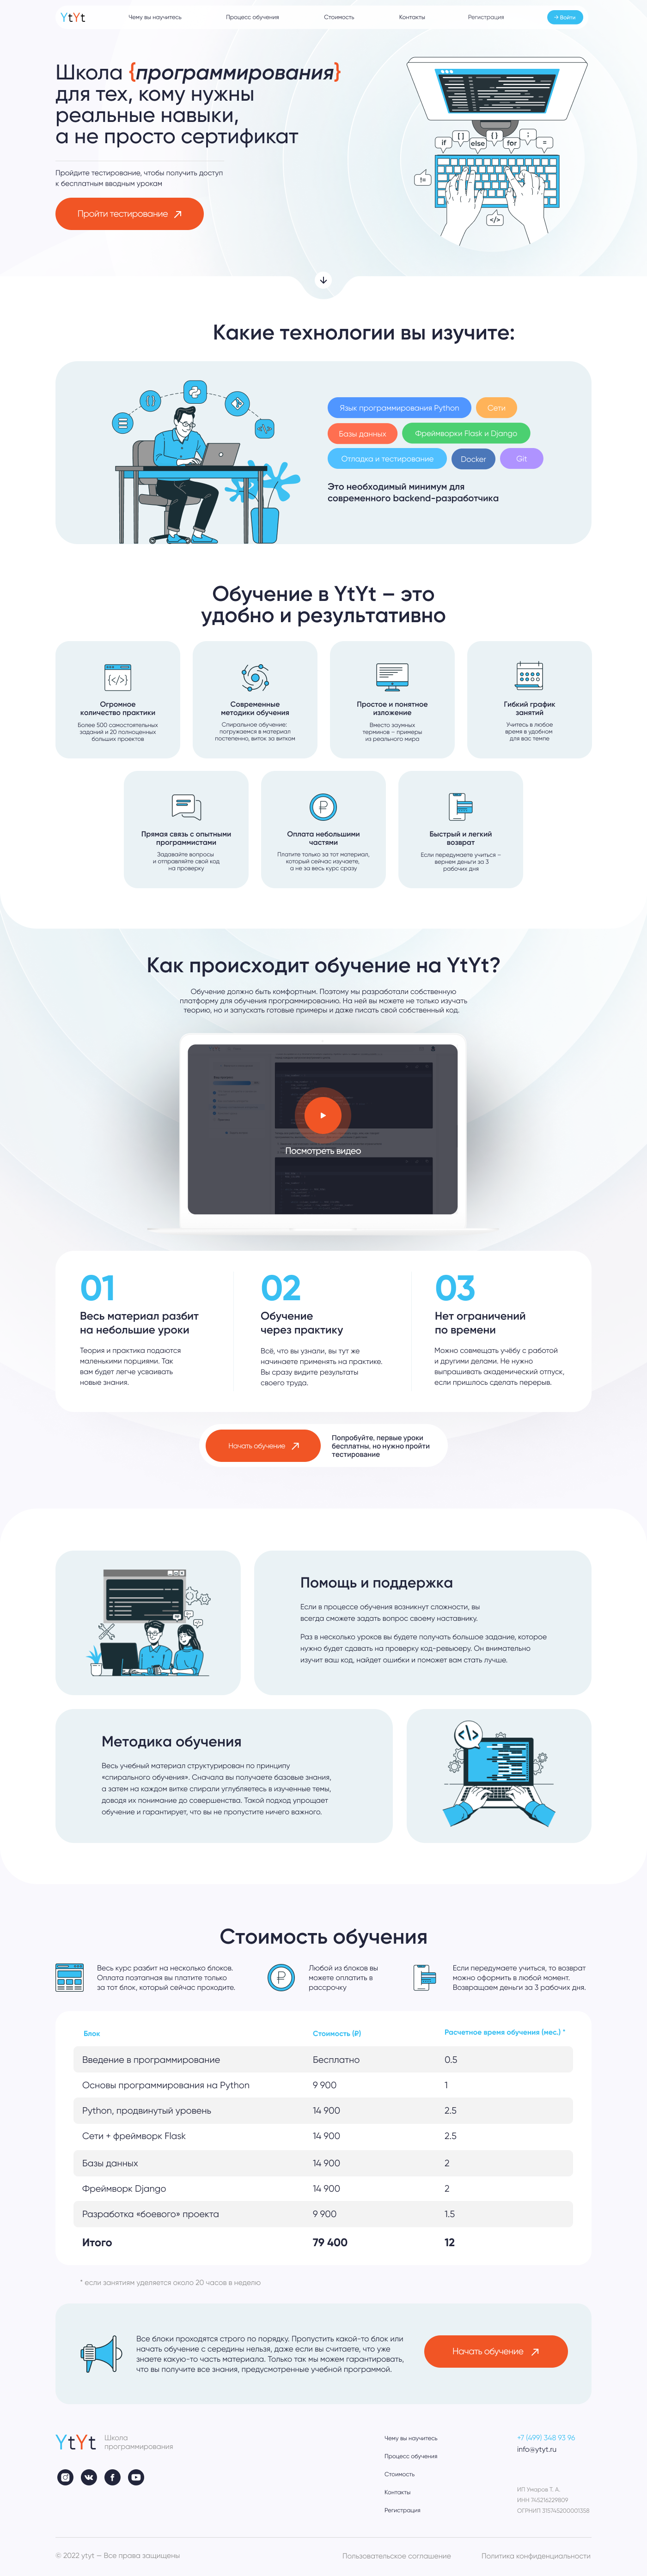 YtYt
Чему вы научитесь
Процесс обучения
Стоимость
Контакты
Регистрация
Войти
Школа {программирования}
для тех, кому нужны
реальные навыки,
а не просто сертификат
Пройдите тестирование, чтобы получить доступ
к бесплатным вводным урокам
Пройти тестирование
if
[ ]
else
{ }
for
;
=
!=
</>
Какие технологии вы изучите:
Язык программирования Python
Сети
Базы данных
Фреймворки Flask и Django
Отладка и тестирование
Docker
Git
Это необходимый минимум для
современного backend-разработчика
Обучение в YtYt – это
удобно и результативно
Огромное
количество практики
Более 500 самостоятельных
заданий и 20 полноценных
больших проектов
Современные
методики обучения
Спиральное обучение:
погружаемся в материал
постепенно, виток за витком
Простое и понятное
изложение
Вместо заумных
терминов – примеры
из реального мира
Гибкий график
занятий
Учитесь в любое
время в удобном
для вас темпе
Прямая связь с опытными
программистами
Задавайте вопросы
и отправляйте свой код
на проверку
Оплата небольшими
частями
Платите только за тот материал,
который сейчас изучаете,
а не за весь курс сразу
Быстрый и легкий
возврат
Если передумаете учиться –
вернем деньги за 3
рабочих дня
Как происходит обучение на YtYt?
Обучение должно быть комфортным. Поэтому мы разработали собственную
платформу для обучения программированию. На ней вы можете не только изучать
теорию, но и запускать готовые примеры и даже писать свой собственный код.
Посмотреть видео
01
Весь материал разбит
на небольшие уроки
Теория и практика подаются
маленькими порциями. Так
вам будет легче усваивать
новые знания.
02
Обучение
через практику
Всё, что вы узнали, вы тут же
начинаете применять на практике.
Вы сразу видите результаты
своего труда.
03
Нет ограничений
по времени
Можно совмещать учёбу с работой
и другими делами. Не нужно
выпрашивать академический отпуск,
если пришлось сделать перерыв.
Начать обучение
Попробуйте, первые уроки
бесплатны, но нужно пройти
тестирование
Помощь и поддержка
Если в процессе обучения возникнут сложности, вы
всегда сможете задать вопрос своему наставнику.
Раз в несколько уроков вы будете получать большое задание, которое
нужно будет сдавать на проверку код-ревьюеру. Он внимательно
изучит ваш код, найдет ошибки и поможет вам стать лучше.
Методика обучения
Весь учебный материал структурирован по принципу
«спирального обучения». Сначала вы получаете базовые знания,
а затем на каждом витке спирали углубляетесь в изученные темы,
доводя их понимание до совершенства. Такой подход упрощает
обучение и гарантирует, что вы не пропустите ничего важного.
</>
Стоимость обучения
Весь курс разбит на несколько блоков.
Оплата поэтапная вы платите только
за тот блок, который сейчас проходите.
Любой из блоков вы
можете оплатить в
рассрочку
Если передумаете учиться, то возврат
можно оформить в любой момент.
Возвращаем деньги за 3 рабочих дня.
Блок
Стоимость (₽)
Расчетное время обучения (мес.) *
Введение в программирование
Бесплатно
0.5
Основы программирования на Python
9 900
1
Python, продвинутый уровень
14 900
2.5
Сети + фреймворк Flask
14 900
2.5
Базы данных
14 900
2
Фреймворк Django
14 900
2
Разработка «боевого» проекта
9 900
1.5
Итого
79 400
12
* если занятиям уделяется около 20 часов в неделю
Все блоки проходятся строго по порядку. Пропустить какой-то блок или
начать обучение с середины нельзя, даже если вы считаете, что уже
знаете какую-то часть материала. Только так мы можем гарантировать,
что вы получите все знания, предусмотренные учебной программой.
Начать обучение
YtYt
Школа
программирования
Чему вы научитесь
Процесс обучения
Стоимость
Контакты
Регистрация
+7 (499) 348 93 96
info@ytyt.ru
ИП Умаров Т. А.
ИНН 745216229809
ОГРНИП 315745200001358
© 2022 ytyt — Все права защищены
Пользовательское соглашение
Политика конфиденциальности